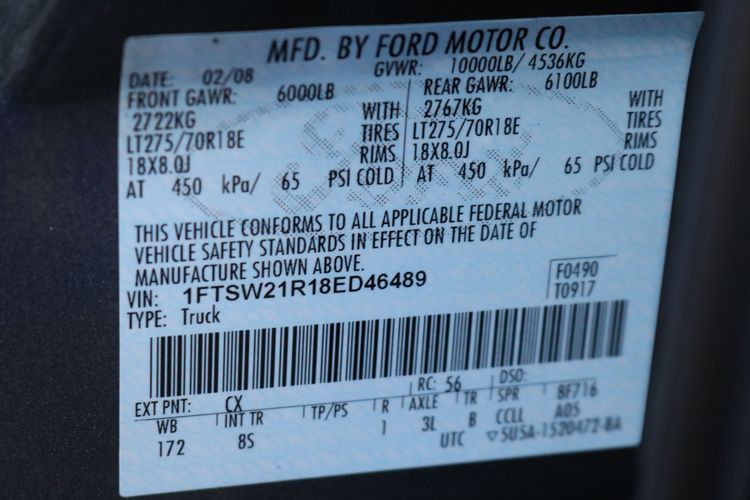 MFD. BY FORD MOTOR CO.
DATE: 02/08 GVWR: 10000LB/ 4536KG
FRONT GAWR: 6000LB REAR GAWR: 6100LB
2722KG WITH 2767KG WITH
LT275/70R18E TIRES LT275/70R18E TIRES
18X8.0J RIMS 18X8.0J RIMS
AT 450 kPa/ 65 PSI COLD AT 450 kPa/ 65 PSI COLD
THIS VEHICLE CONFORMS TO ALL APPLICABLE FEDERAL MOTOR
VEHICLE SAFETY STANDARDS IN EFFECT ON THE DATE OF
MANUFACTURE SHOWN ABOVE.
VIN: 1FTSW21R18ED46489 F0490
TYPE: Truck T0917
EXT PNT: CX RC: 56 DSO:
WB INT TR TP/PS R AXLE TR SPR BF716
172 8S 1 3L B CCLL A05
UTC ▽5U5A-1520472-BA